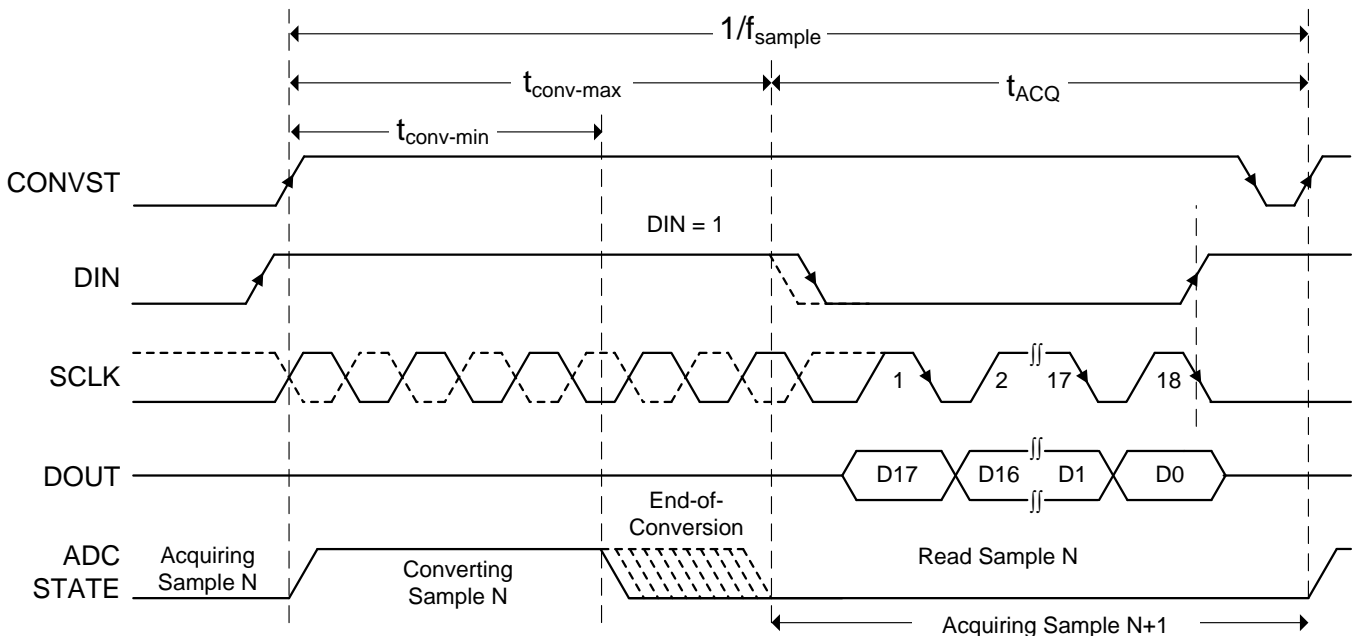 1/fsample
tconv-max
tACQ
tconv-min
CONVST
DIN = 1
DIN
SCLK
1
2
17
18
DOUT
D17
D16
D1
D0
End-of-
Conversion
ADC
STATE
Acquiring
Sample N
Converting
Sample N
Read Sample N
Acquiring Sample N+1